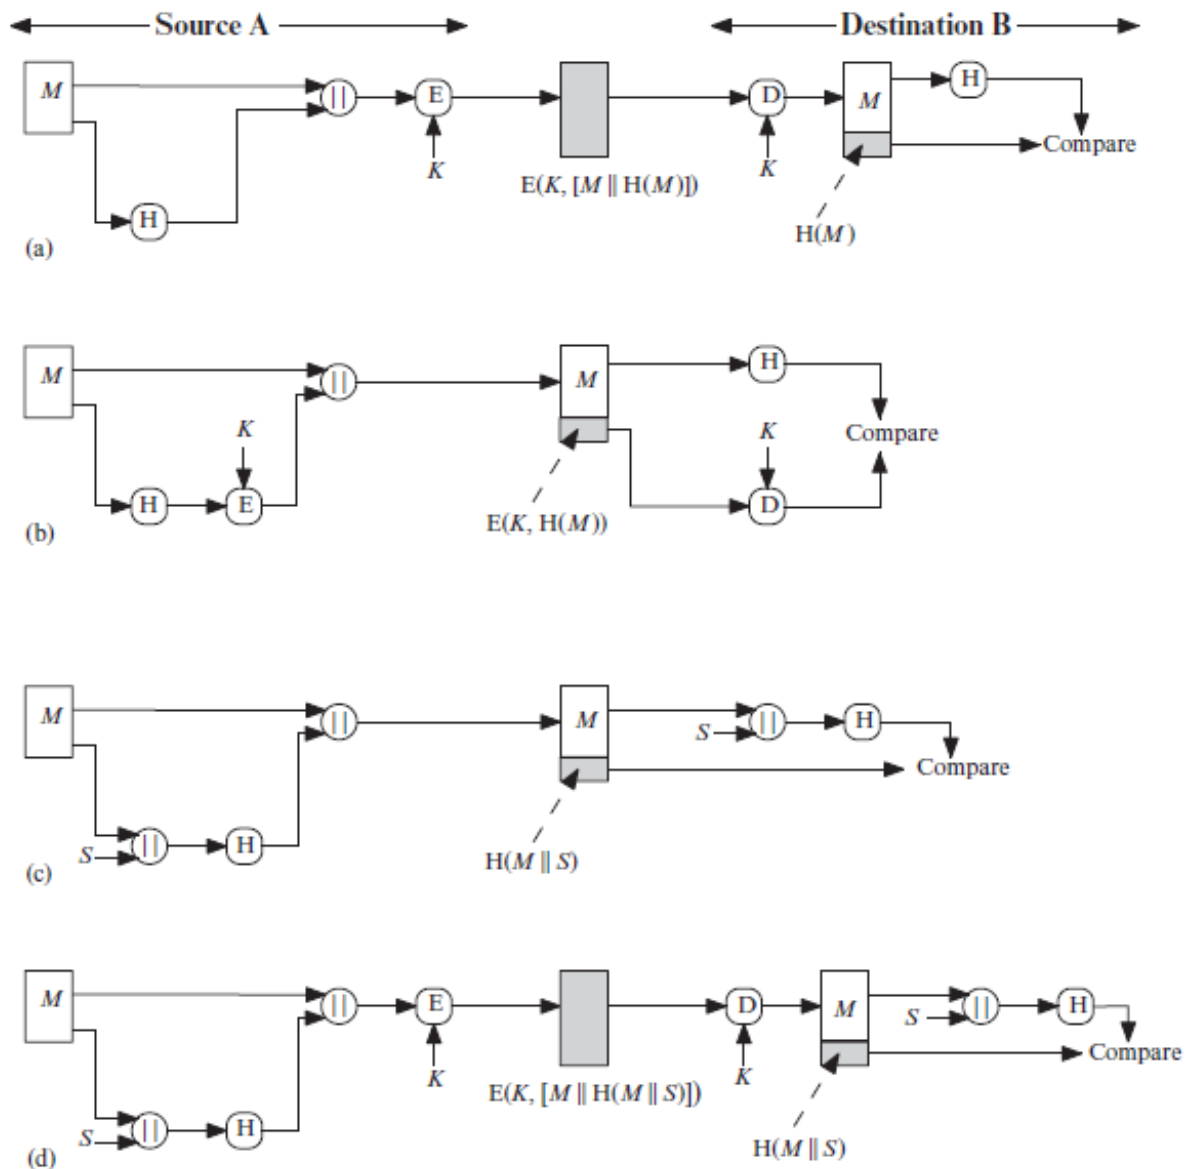 Source A Destination B
M || E D M H
K K Compare
E(K, [M || H(M)])
H H(M)
(a)
M || M H
K K Compare
H E D
E(K, H(M))
(b)
M || M S || H
Compare
S || H H(M || S)
(c)
M || E D M S || H
K K Compare
E(K, [M || H(M || S)])
S || H H(M || S)
(d)